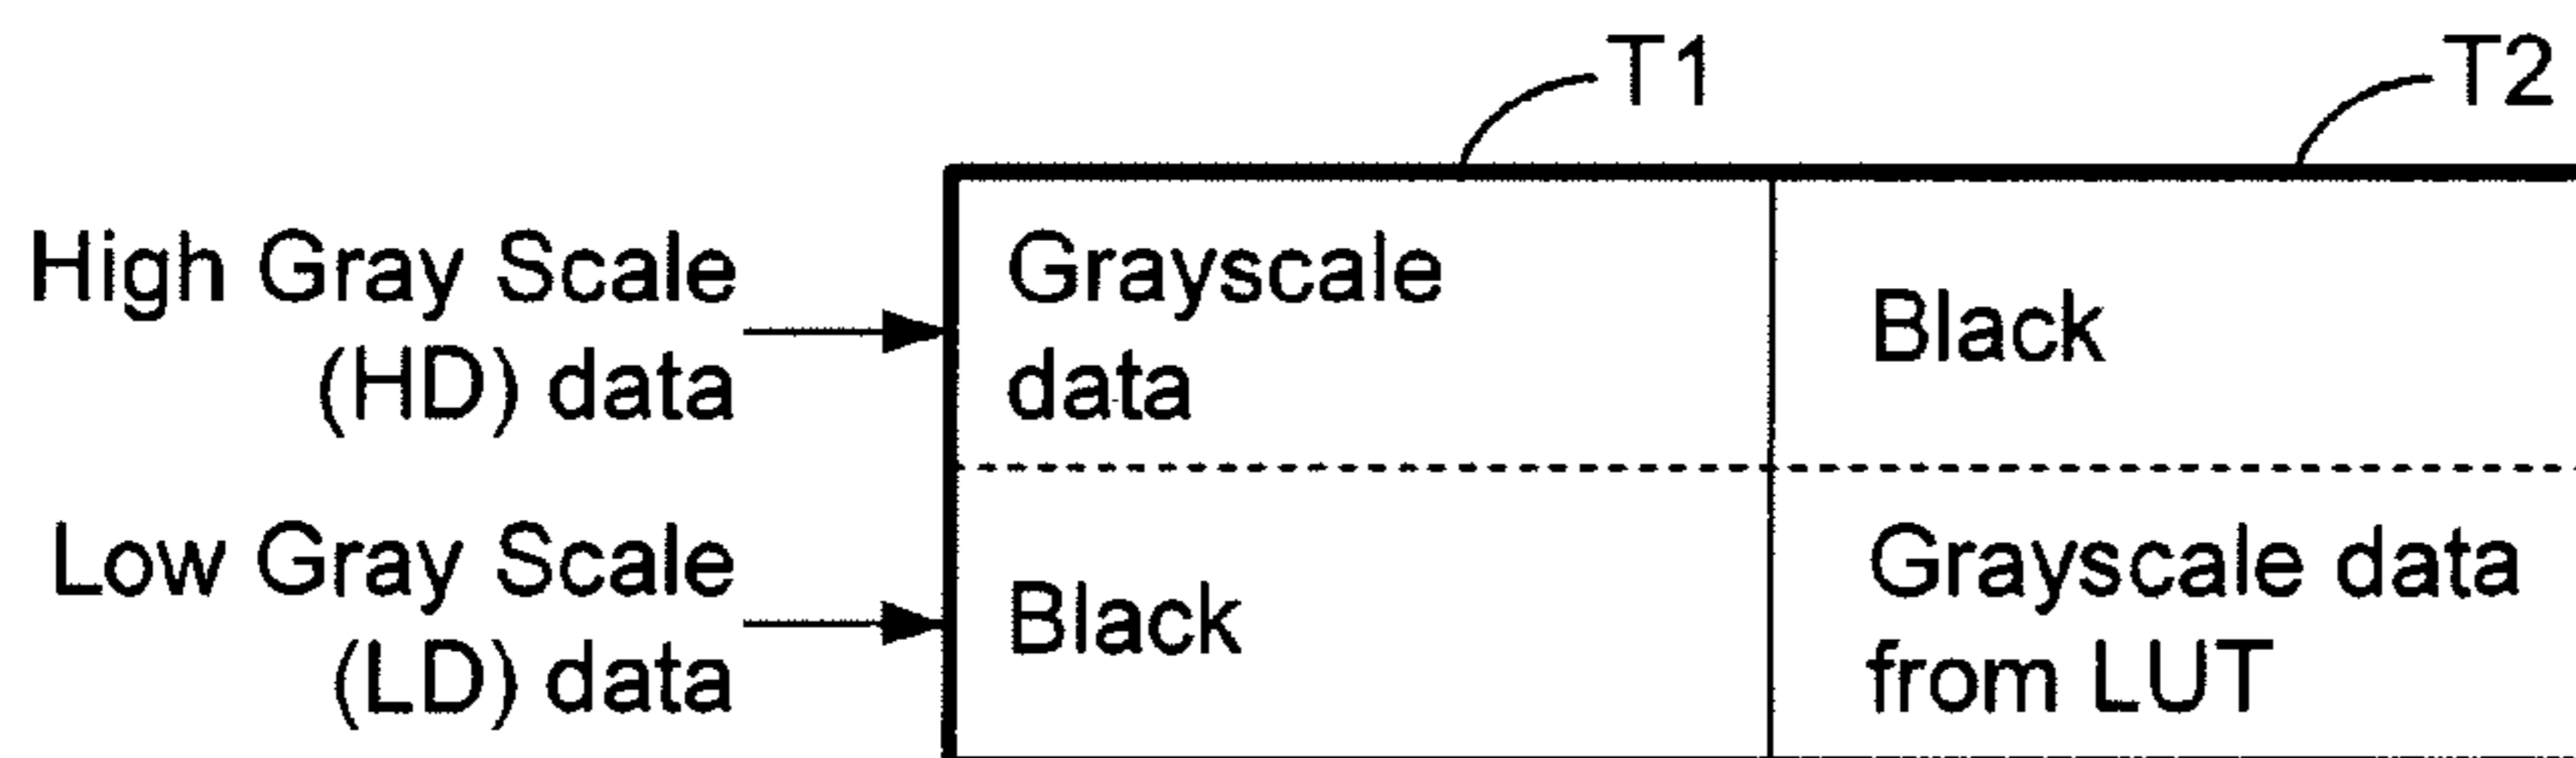 T1
T2
High Gray Scale
(HD) data
Grayscale
data
Black
Low Gray Scale
(LD) data
Black
Grayscale data
from LUT